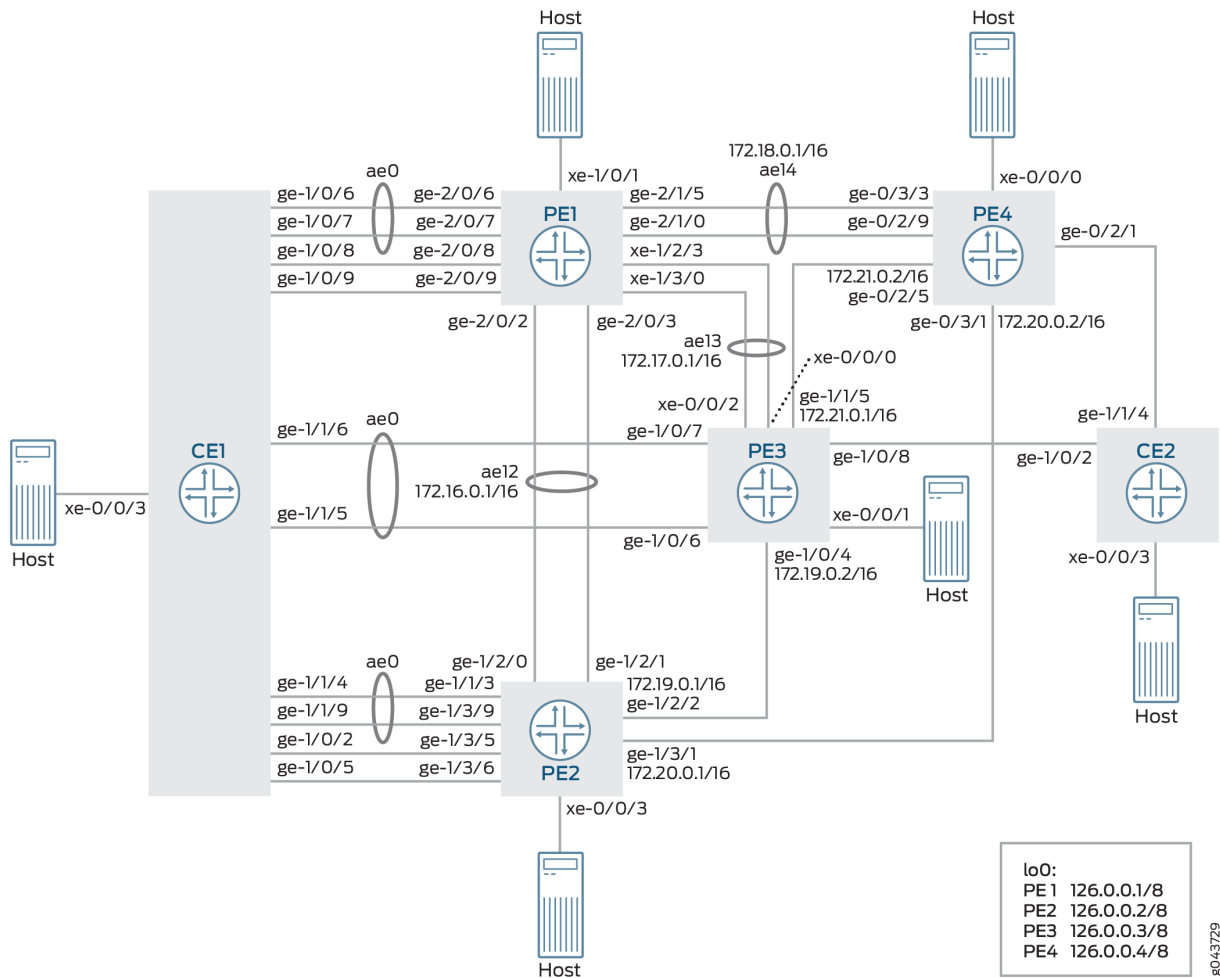 Host
Host
172.18.0.1/16
ae14
ae0
xe-1/0/1
xe-0/0/0
ge-1/0/6
ge-2/0/6
PE1
ge-2/1/5
ge-0/3/3
PE4
ge-1/0/7
ge-2/0/7
ge-2/1/0
ge-0/2/9
ge-0/2/1
ge-1/0/8
ge-2/0/8
xe-1/2/3
172.21.0.2/16
ge-1/0/9
ge-2/0/9
xe-1/3/0
ge-0/2/5
ge-2/0/2
ge-2/0/3
ge-0/3/1
172.20.0.2/16
ae13
172.17.0.1/16
xe-0/0/0
xe-0/0/2
ge-1/1/5
172.21.0.1/16
ge-1/1/4
ae0
ge-1/1/6
ge-1/0/7
CE1
PE3
ge-1/0/8
ge-1/0/2
CE2
ae12
172.16.0.1/16
xe-0/0/3
Host
ge-1/1/5
ge-1/0/6
xe-0/0/1
ge-1/0/4
172.19.0.2/16
Host
xe-0/0/3
Host
ae0
ge-1/2/0
ge-1/2/1
ge-1/1/4
ge-1/1/3
172.19.0.1/16
ge-1/1/9
ge-1/3/9
ge-1/2/2
ge-1/0/2
ge-1/3/5
ge-1/3/1
ge-1/0/5
ge-1/3/6
PE2
172.20.0.1/16
xe-0/0/3
Host
lo0:
PE 1 126.0.0.1/8
PE2 126.0.0.2/8
PE3 126.0.0.3/8
PE4 126.0.0.4/8
g043729